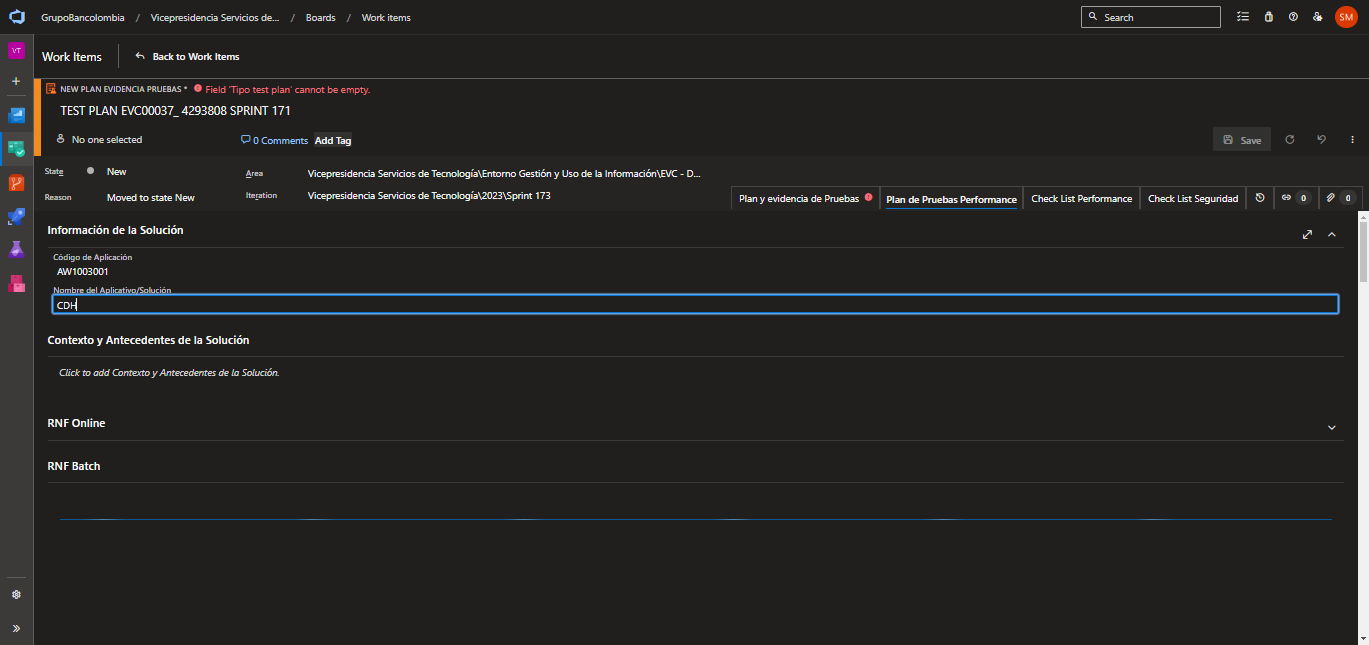 GrupoBancolombia / Vicepresidencia Servicios de... / Boards / Work items
Search
SM
VT
Work Items
Back to Work Items
NEW PLAN EVIDENCIA PRUEBAS * Field 'Tipo test plan' cannot be empty.
TEST PLAN EVC00037_ 4293808 SPRINT 171
No one selected
0 Comments
Add Tag
Save
State
New
Area
Vicepresidencia Servicios de Tecnología\Entorno Gestión y Uso de la Información\EVC - D...
Reason
Moved to state New
Iteration
Vicepresidencia Servicios de Tecnología\2023\Sprint 173
Plan y evidencia de Pruebas
Plan de Pruebas Performance
Check List Performance
Check List Seguridad
0
0
Información de la Solución
Código de Aplicación
AW1003001
Nombre del Aplicativo/Solución
CDH
Contexto y Antecedentes de la Solución
Click to add Contexto y Antecedentes de la Solución.
RNF Online
RNF Batch